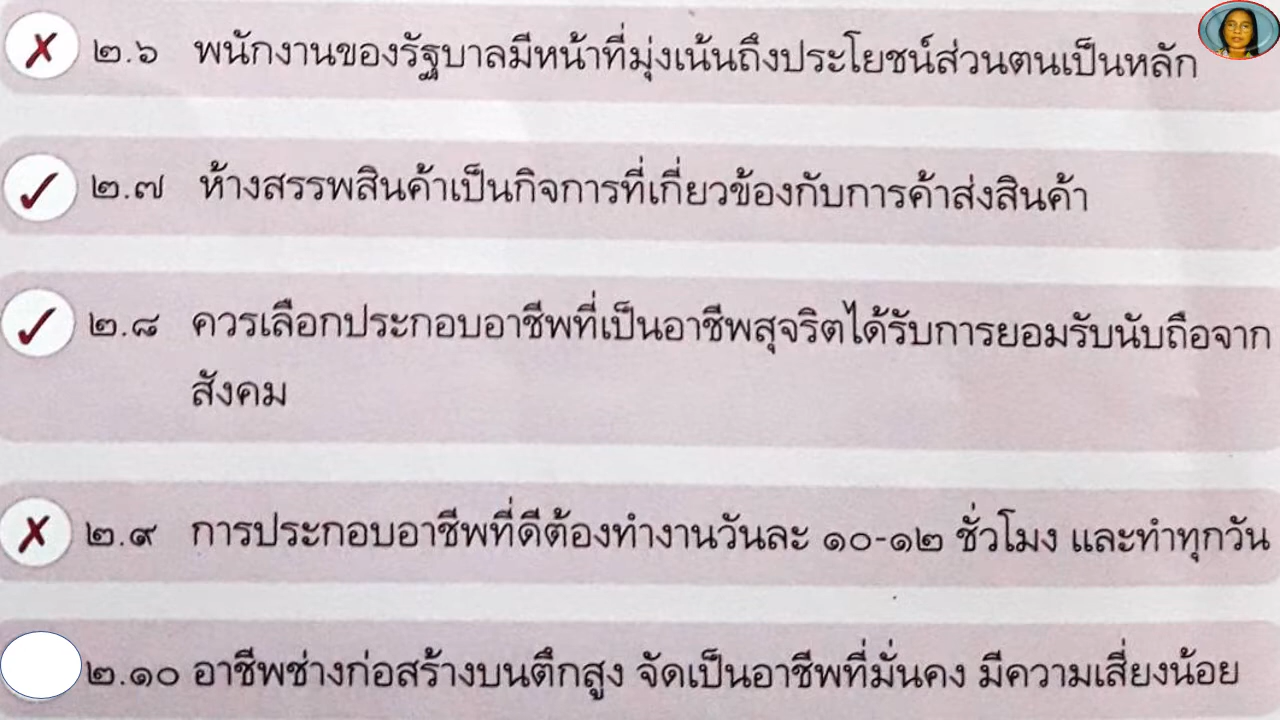 ✗ ๒.๖ พนักงานของรัฐบาลมีหน้าที่มุ่งเน้นถึงประโยชน์ส่วนตนเป็นหลัก
✓ ๒.๗ ห้างสรรพสินค้าเป็นกิจการที่เกี่ยวข้องกับการค้าส่งสินค้า
✓ ๒.๘ ควรเลือกประกอบอาชีพที่เป็นอาชีพสุจริตได้รับการยอมรับนับถือจาก
สังคม
✗ ๒.๙ การประกอบอาชีพที่ดีต้องทำงานวันละ ๑๐-๑๒ ชั่วโมง และทำทุกวัน
๒.๑๐ อาชีพช่างก่อสร้างบนตึกสูง จัดเป็นอาชีพที่มั่นคง มีความเสี่ยงน้อย